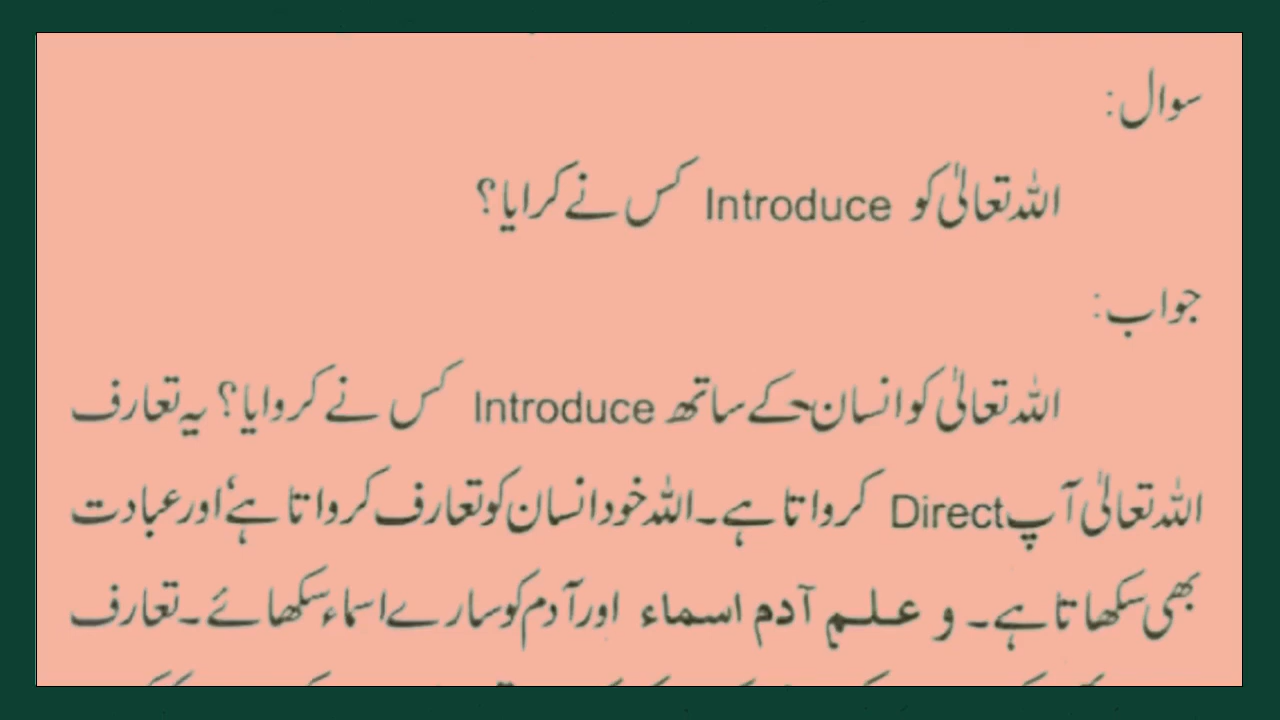 سوال:
اللہ تعالیٰ کو Introduce کس نے کرایا؟
جواب:
اللہ تعالیٰ کو انسان کے ساتھ Introduce کس نے کروایا؟ یہ تعارف
اللہ تعالیٰ آپ Direct کرواتا ہے۔ اللہ خود انسان کو تعارف کرواتا ہے، اور عبادت
بھی سکھاتا ہے۔ و علم آدم اسماء اور آدم کو سارے اسماء سکھائے۔ تعارف